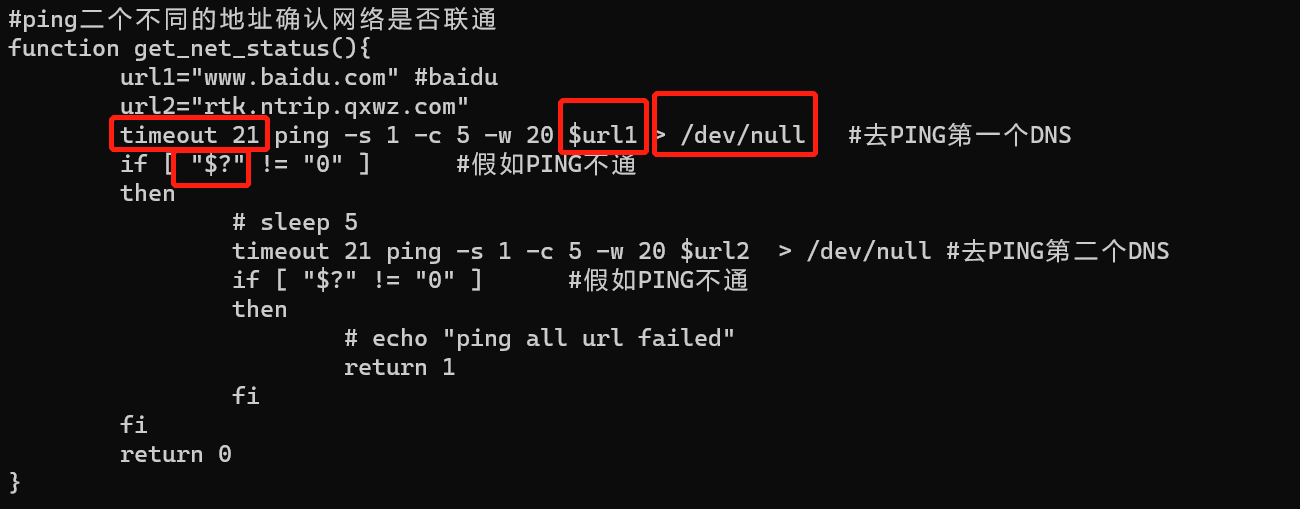 #ping二个不同的地址确认网络是否联通
function get_net_status(){
        url1="www.baidu.com" #baidu
        url2="rtk.ntrip.qxwz.com"
        timeout 21 ping -s 1 -c 5 -w 20 $url1 > /dev/null   #去PING第一个DNS
        if [ "$?" != "0" ]      #假如PING不通
        then
                # sleep 5
                timeout 21 ping -s 1 -c 5 -w 20 $url2  > /dev/null #去PING第二个DNS
                if [ "$?" != "0" ]      #假如PING不通
                then
                        # echo "ping all url failed"
                        return 1
                fi
        fi
        return 0
}